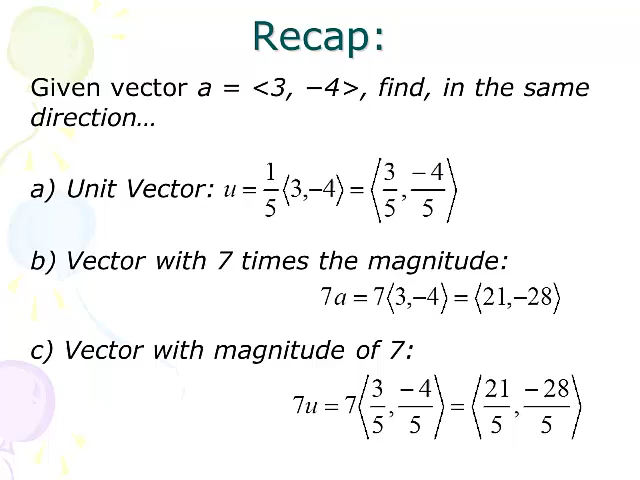 Recap:
Given vector a = <3, −4>, find, in the same
direction…
a) Unit Vector: u = 1/5 ⟨3,−4⟩ = ⟨3/5, −4/5⟩
b) Vector with 7 times the magnitude:
7a = 7⟨3,−4⟩ = ⟨21,−28⟩
c) Vector with magnitude of 7:
7u = 7⟨3/5, −4/5⟩ = ⟨21/5, −28/5⟩